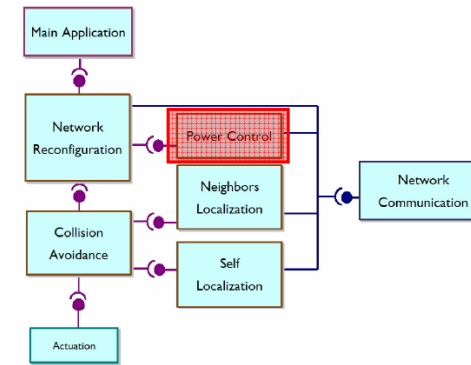 Main Application
Network
Reconfiguration
Power Control
Neighbors
Localization
Network
Communication
Collision
Avoidance
Self
Localization
Actuation